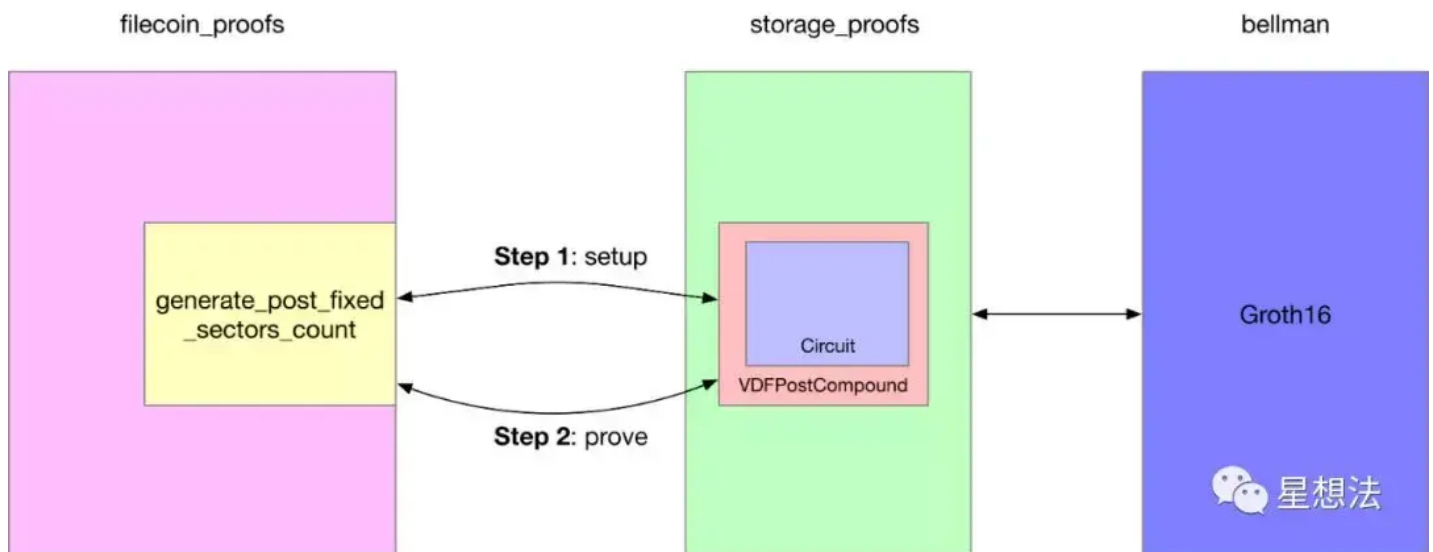 filecoin_proofs
storage_proofs
bellman
Step 1: setup
generate_post_fixed
_sectors_count
Groth16
Circuit
VDFPostCompound
Step 2: prove
星想法